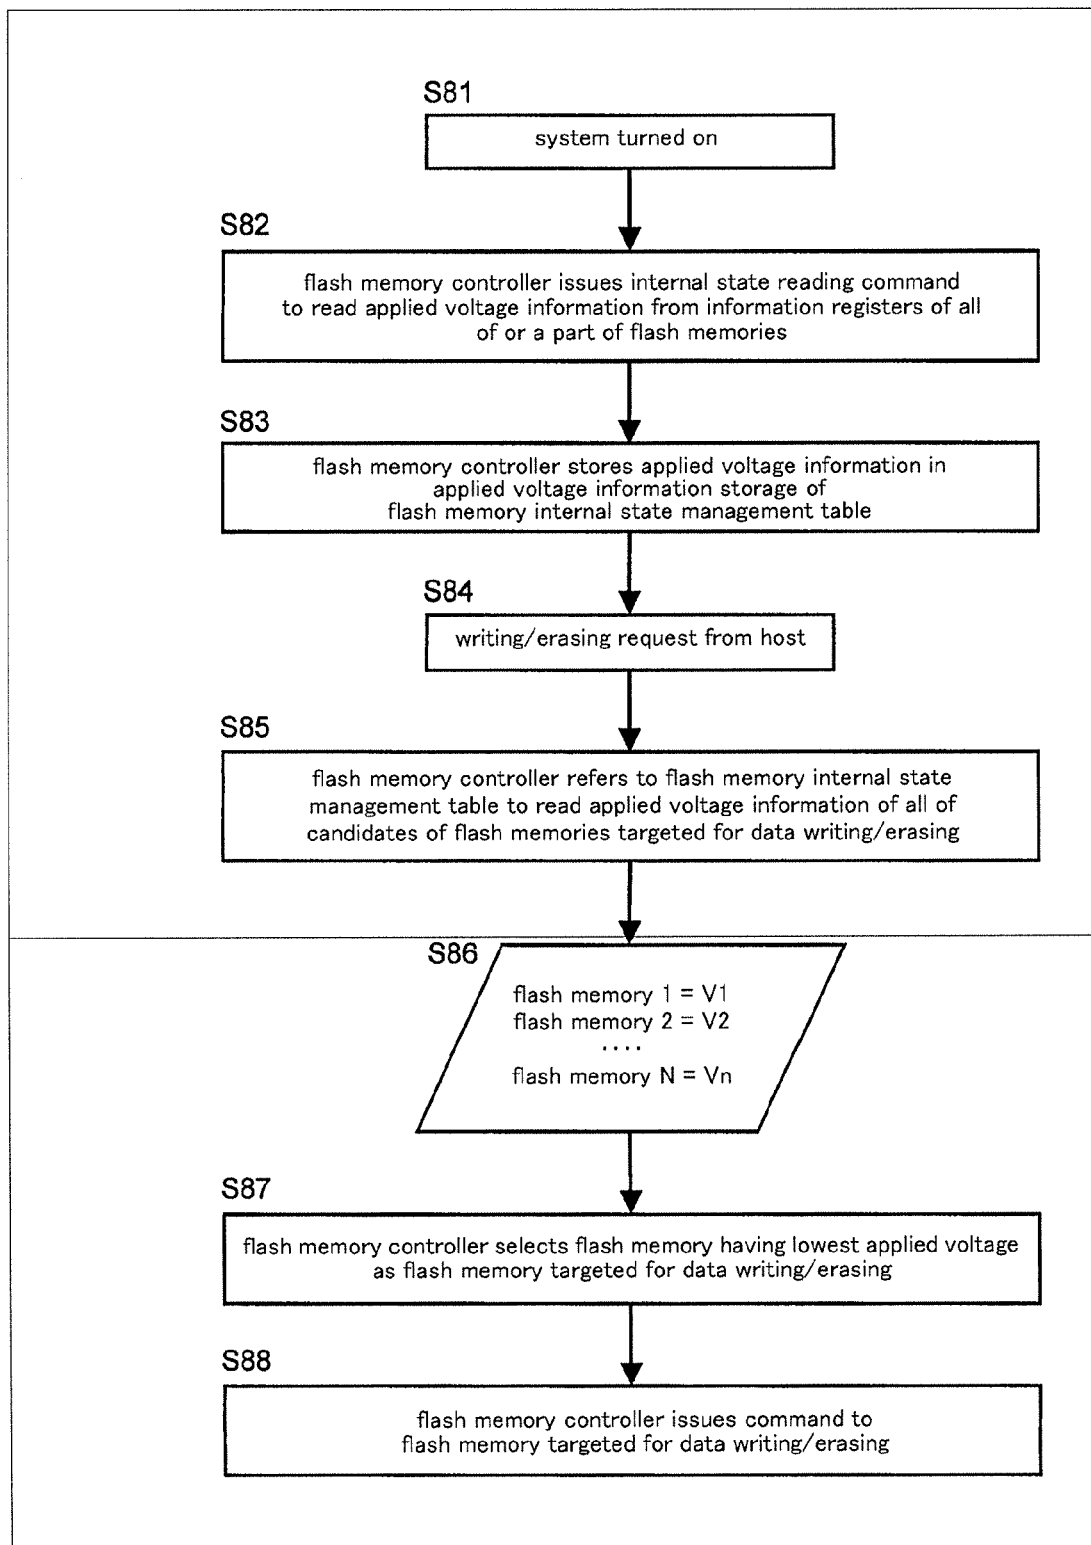 S81
system turned on
S82
flash memory controller issues internal state reading command
to read applied voltage information from information registers of all
of or a part of flash memories
S83
flash memory controller stores applied voltage information in
applied voltage information storage of
flash memory internal state management table
S84
writing/erasing request from host
S85
flash memory controller refers to flash memory internal state
management table to read applied voltage information of all of
candidates of flash memories targeted for data writing/erasing
S86
flash memory 1 = V1
flash memory 2 = V2
....
flash memory N = Vn
S87
flash memory controller selects flash memory having lowest applied voltage
as flash memory targeted for data writing/erasing
S88
flash memory controller issues command to
flash memory targeted for data writing/erasing